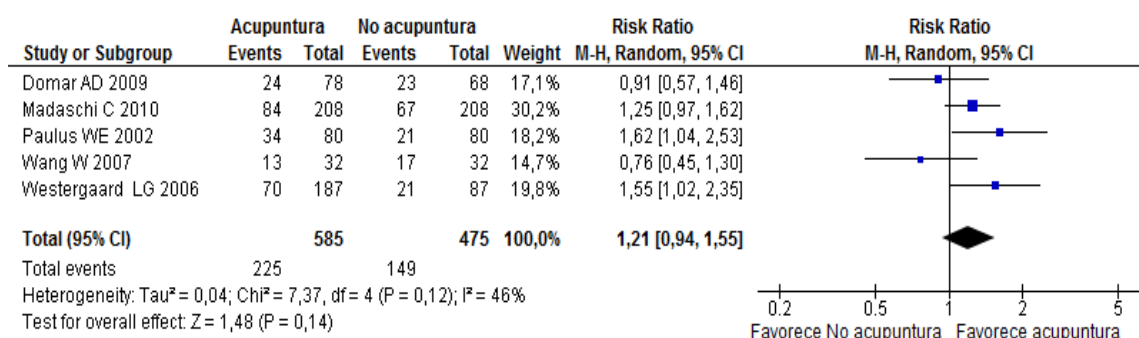 Acupuntura No acupuntura Risk Ratio Risk Ratio
Study or Subgroup Events Total Events Total Weight M-H, Random, 95% CI M-H, Random, 95% CI
Domar AD 2009 24 78 23 68 17,1% 0,91 [0,57, 1,46]
Madaschi C 2010 84 208 67 208 30,2% 1,25 [0,97, 1,62]
Paulus WE 2002 34 80 21 80 18,2% 1,62 [1,04, 2,53]
Wang W 2007 13 32 17 32 14,7% 0,76 [0,45, 1,30]
Westergaard LG 2006 70 187 21 87 19,8% 1,55 [1,02, 2,35]
Total (95% CI) 585 475 100,0% 1,21 [0,94, 1,55]
Total events 225 149
Heterogeneity: Tau² = 0,04; Chi² = 7,37, df = 4 (P = 0,12); I² = 46%
Test for overall effect: Z = 1,48 (P = 0,14)
0.2 0.5 1 2 5
Favorece No acupuntura Favorece acupuntura